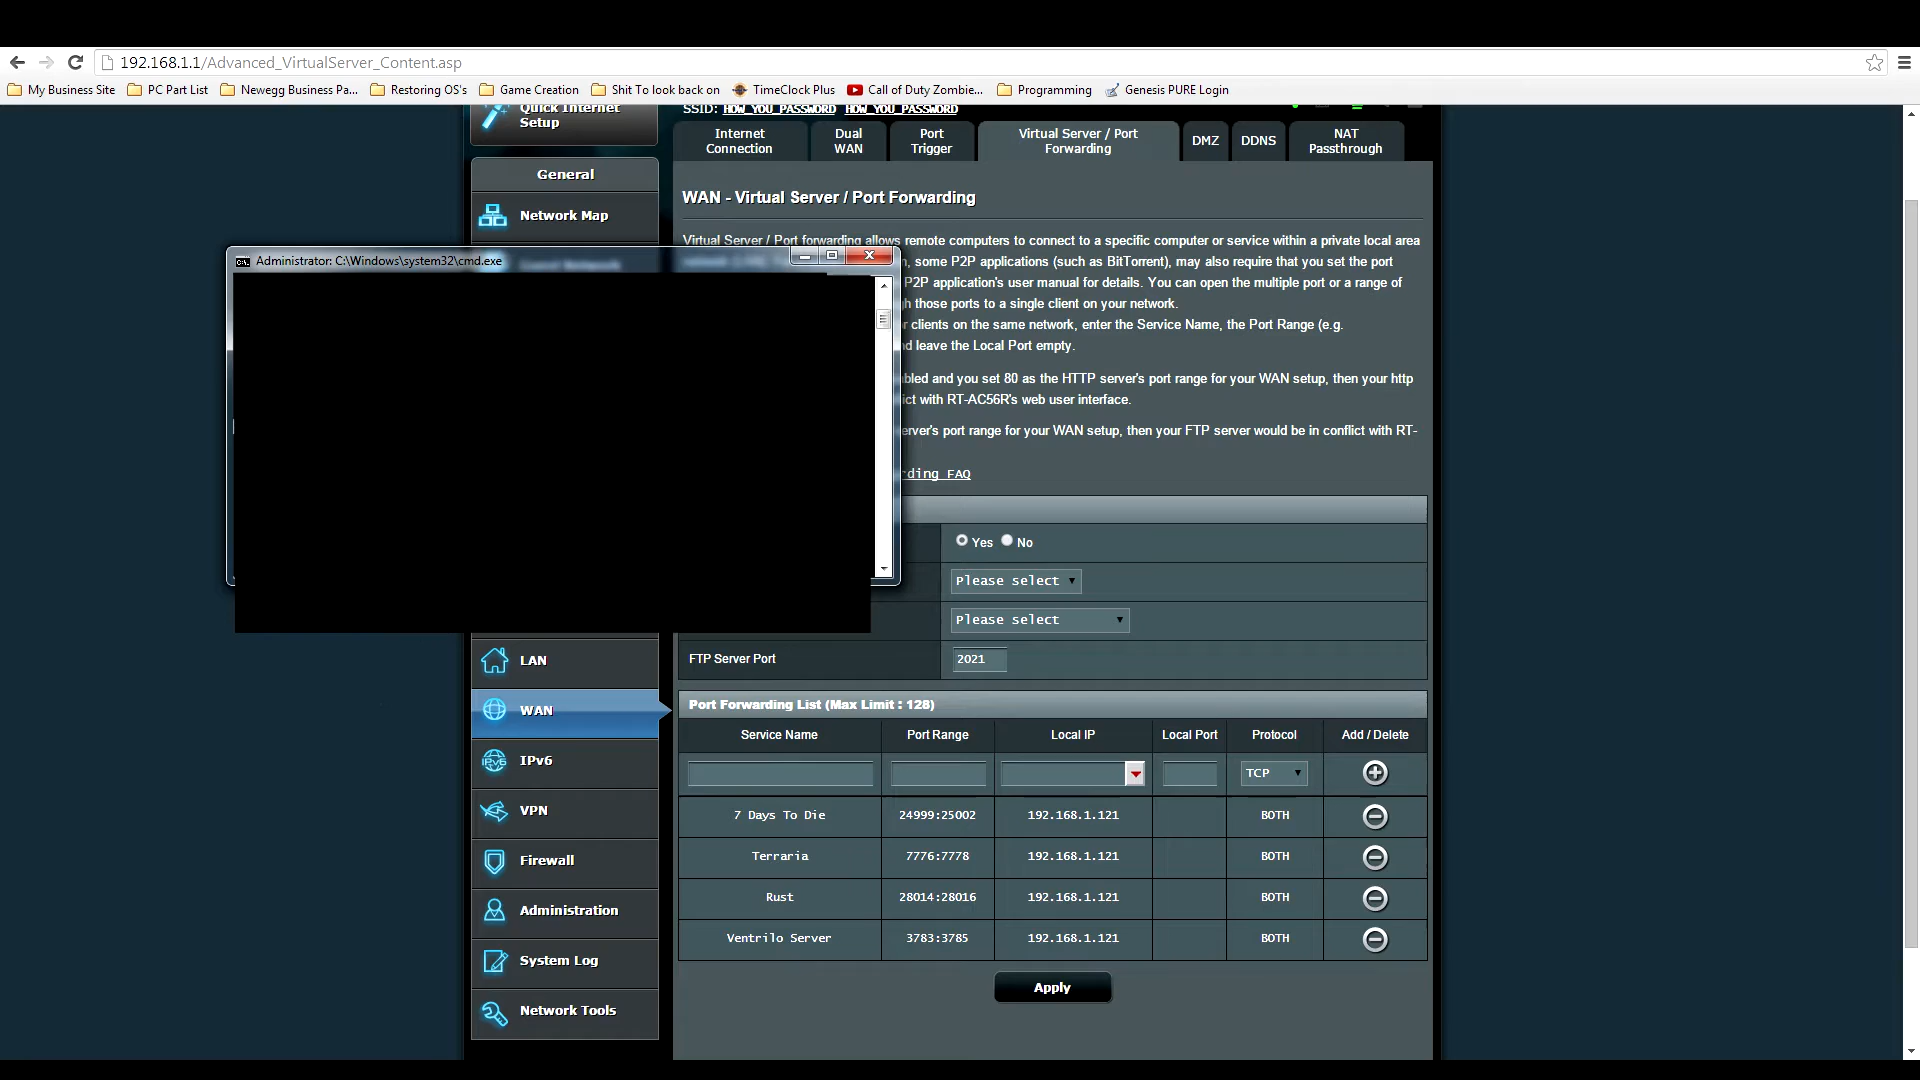 192.168.1.1/Advanced_VirtualServer_Content.asp
My Business Site PC Part List Newegg Business Pa... Restoring OS's Game Creation Shit To look back on TimeClock Plus Call of Duty Zombie... Programming Genesis PURE Login
Quick Internet
Setup
SSID: HOW_YOU_PASSWORD HOW_YOU_PASSWORD
Internet
Connection
Dual
WAN
Port
Trigger
Virtual Server / Port
Forwarding
DMZ
DDNS
NAT
Passthrough
General
Network Map
Guest Network
WAN - Virtual Server / Port Forwarding
Virtual Server / Port forwarding allows remote computers to connect to a specific computer or service within a private local area
, some P2P applications (such as BitTorrent), may also require that you set the port
P2P application's user manual for details. You can open the multiple port or a range of
those ports to a single client on your network.
clients on the same network, enter the Service Name, the Port Range (e.g.
leave the Local Port empty.
and you set 80 as the HTTP server's port range for your WAN setup, then your http
with RT-AC56R's web user interface.
port range for your WAN setup, then your FTP server would be in conflict with RT-
FAQ
Administrator: C:\Windows\system32\cmd.exe
Yes No
Please select
Please select
FTP Server Port 2021
LAN
WAN
IPv6
VPN
Firewall
Administration
System Log
Network Tools
Port Forwarding List (Max Limit : 128)
Service Name Port Range Local IP Local Port Protocol Add / Delete
TCP
7 Days To Die 24999:25002 192.168.1.121 BOTH
Terraria 7776:7778 192.168.1.121 BOTH
Rust 28014:28016 192.168.1.121 BOTH
Ventrilo Server 3783:3785 192.168.1.121 BOTH
Apply